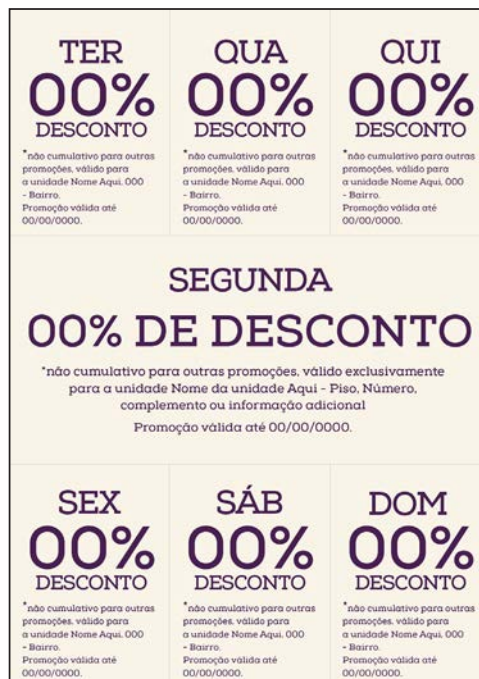 TER
00%
DESCONTO
*não cumulativo para outras
promoções, válido para
a unidade Nome Aqui, 000
- Bairro.
Promoção válida até
00/00/0000.
QUA
00%
DESCONTO
*não cumulativo para outras
promoções, válido para
a unidade Nome Aqui, 000
- Bairro.
Promoção válida até
00/00/0000.
QUI
00%
DESCONTO
*não cumulativo para outras
promoções, válido para
a unidade Nome Aqui, 000
- Bairro.
Promoção válida até
00/00/0000.
SEGUNDA
00% DE DESCONTO
*não cumulativo para outras promoções, válido exclusivamente
para a unidade Nome da unidade Aqui - Piso, Número,
complemento ou informação adicional
Promoção válida até 00/00/0000.
SEX
00%
DESCONTO
*não cumulativo para outras
promoções, válido para
a unidade Nome Aqui, 000
- Bairro.
Promoção válida até
00/00/0000.
SÁB
00%
DESCONTO
*não cumulativo para outras
promoções, válido para
a unidade Nome Aqui, 000
- Bairro.
Promoção válida até
00/00/0000.
DOM
00%
DESCONTO
*não cumulativo para outras
promoções, válido para
a unidade Nome Aqui, 000
- Bairro.
Promoção válida até
00/00/0000.